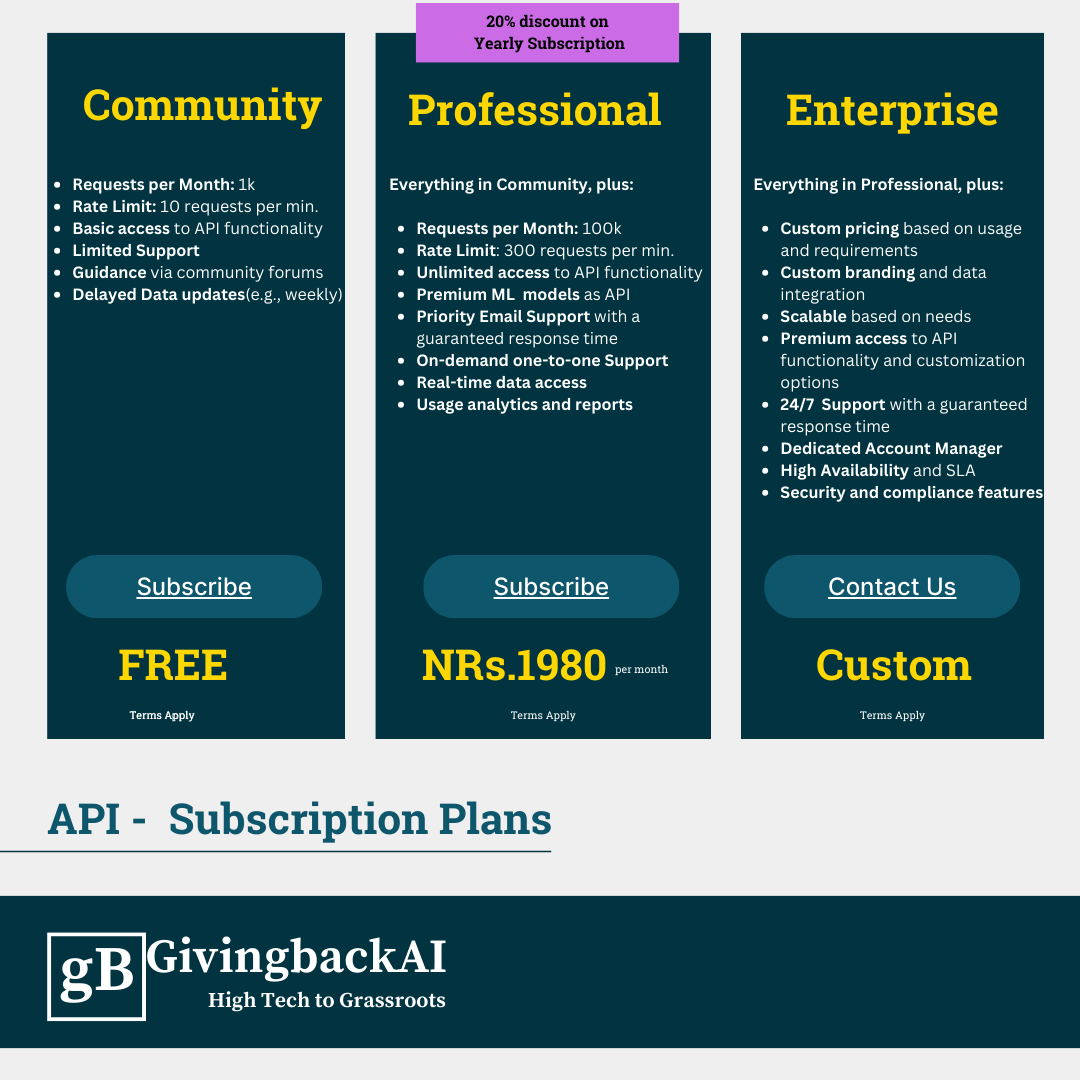 20% discount on
Yearly Subscription
Community
Requests per Month: 1k
Rate Limit: 10 requests per min.
Basic access to API functionality
Limited Support
Guidance via community forums
Delayed Data updates(e.g., weekly)
Subscribe
FREE
Terms Apply
Professional
Everything in Community, plus:
Requests per Month: 100k
Rate Limit: 300 requests per min.
Unlimited access to API functionality
Premium ML  models as API
Priority Email Support with a
guaranteed response time
On-demand one-to-one Support
Real-time data access
Usage analytics and reports
Subscribe
NRs.1980 per month
Terms Apply
Enterprise
Everything in Professional, plus:
Custom pricing based on usage
and requirements
Custom branding and data
integration
Scalable based on needs
Premium access to API
functionality and customization
options
24/7  Support with a guaranteed
response time
Dedicated Account Manager
High Availability and SLA
Security and compliance features
Contact Us
Custom
Terms Apply
API -  Subscription Plans
gB GivingbackAI
High Tech to Grassroots